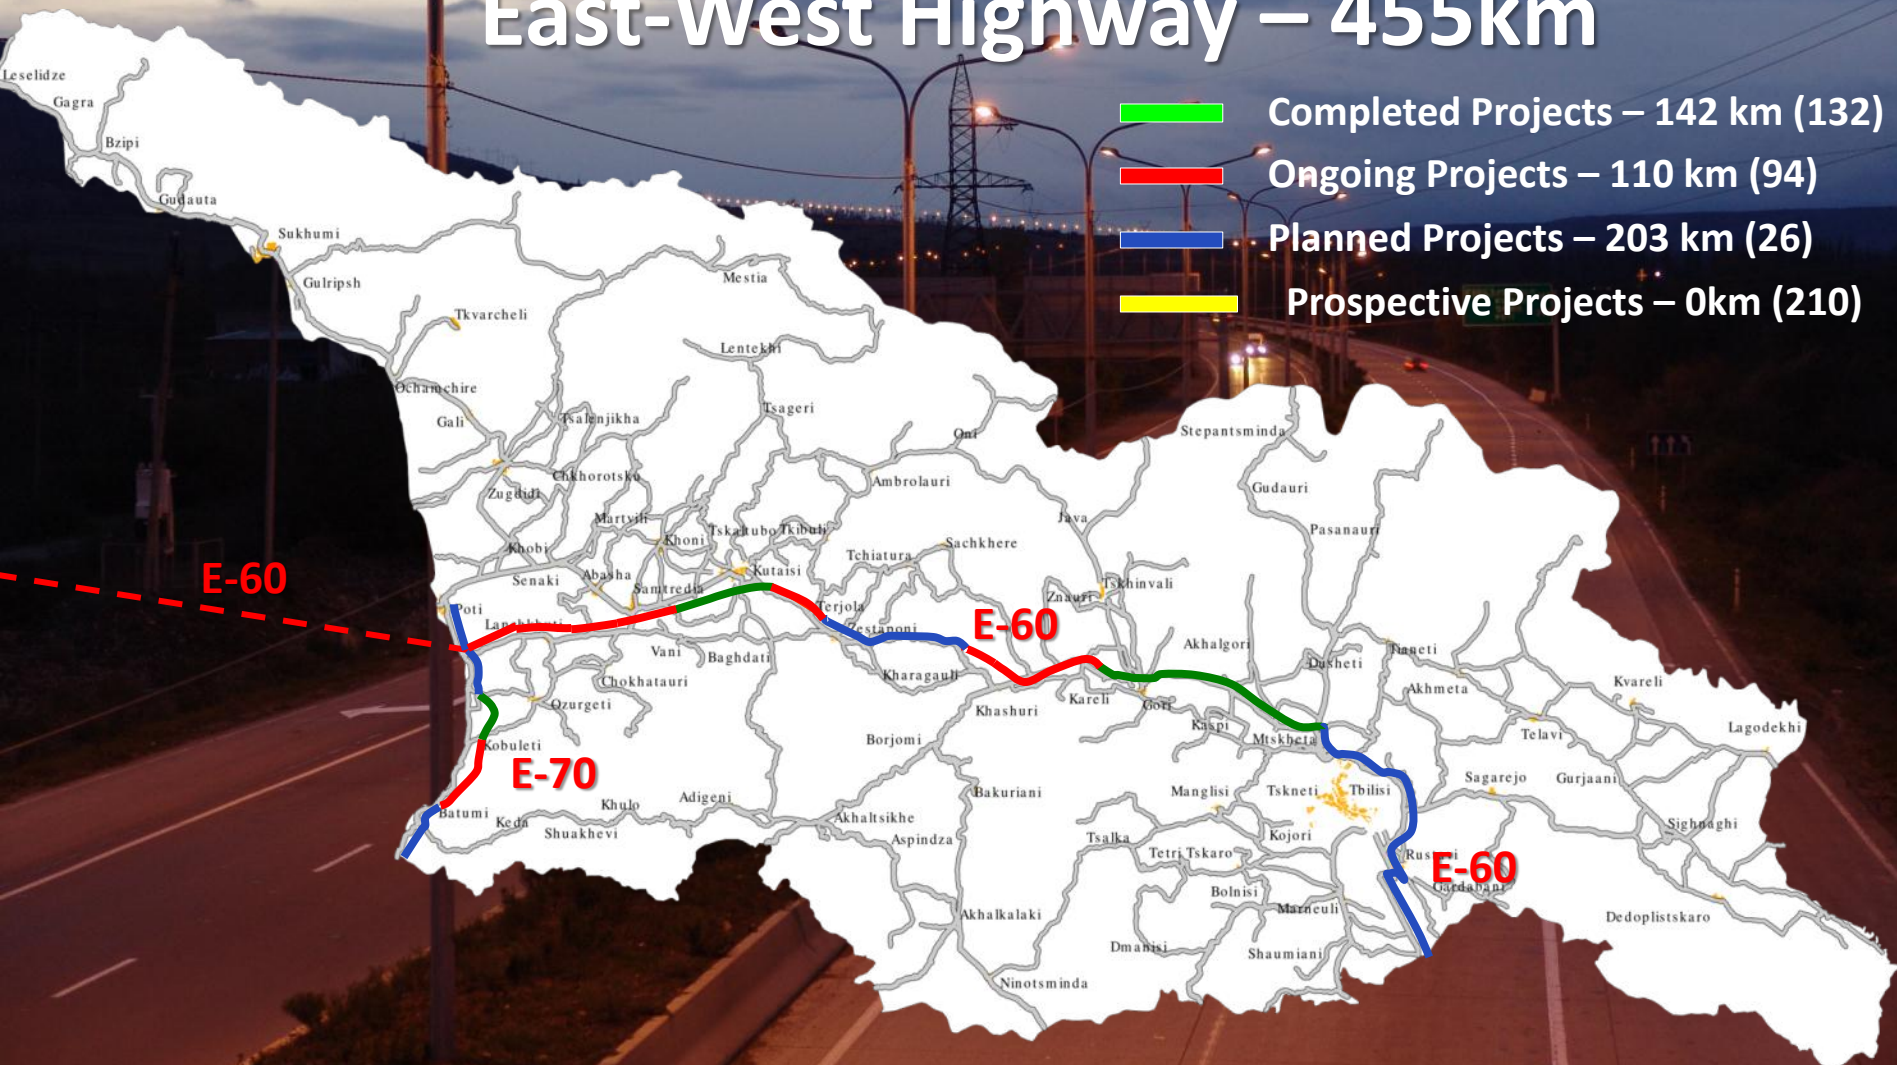 East-West Highway – 455km
Completed Projects – 142 km (132)
Ongoing Projects – 110 km (94)
Planned Projects – 203 km (26)
Prospective Projects – 0km (210)
Leselidze
Gagra
Bzipi
Gudauta
Sukhumi
Gulripsh
Mestia
Tkvarcheli
Lentekhi
Ochamchire
Gali
Tsalenjikha
Tsageri
Oni
Stepantsminda
Chkhorotsku
Zugdidi
Ambrolauri
Gudauri
Martvili
Java
Khoni
Tskaltubo
Tkibuli
Pasanauri
Khobi
Tchiatura
Sachkhere
Senaki
Abasha
Kutaisi
E-60
Samtredia
Tskhinvali
Znauri
Poti
Terjola
Lanchkhuti
Zestaponi
E-60
Vani
Baghdati
Akhalgori
Dusheti
Tianeti
Kharagauli
Chokhatauri
Akhmeta
Kvareli
Ozurgeti
Khashuri
Kareli
Gori
Kaspi
Lagodekhi
Kobuleti
Borjomi
Mtskheta
Telavi
E-70
Bakuriani
Manglisi
Tskneti
Tbilisi
Sagarejo
Gurjaani
Batumi
Keda
Khulo
Adigeni
Shuakhevi
Akhaltsikhe
Aspindza
Tsalka
Kojori
Sighnaghi
Tetri Tskaro
Rustavi
E-60
Bolnisi
Gardabani
Akhalkalaki
Marneuli
Dedoplistskaro
Dmanisi
Shaumiani
Ninotsminda